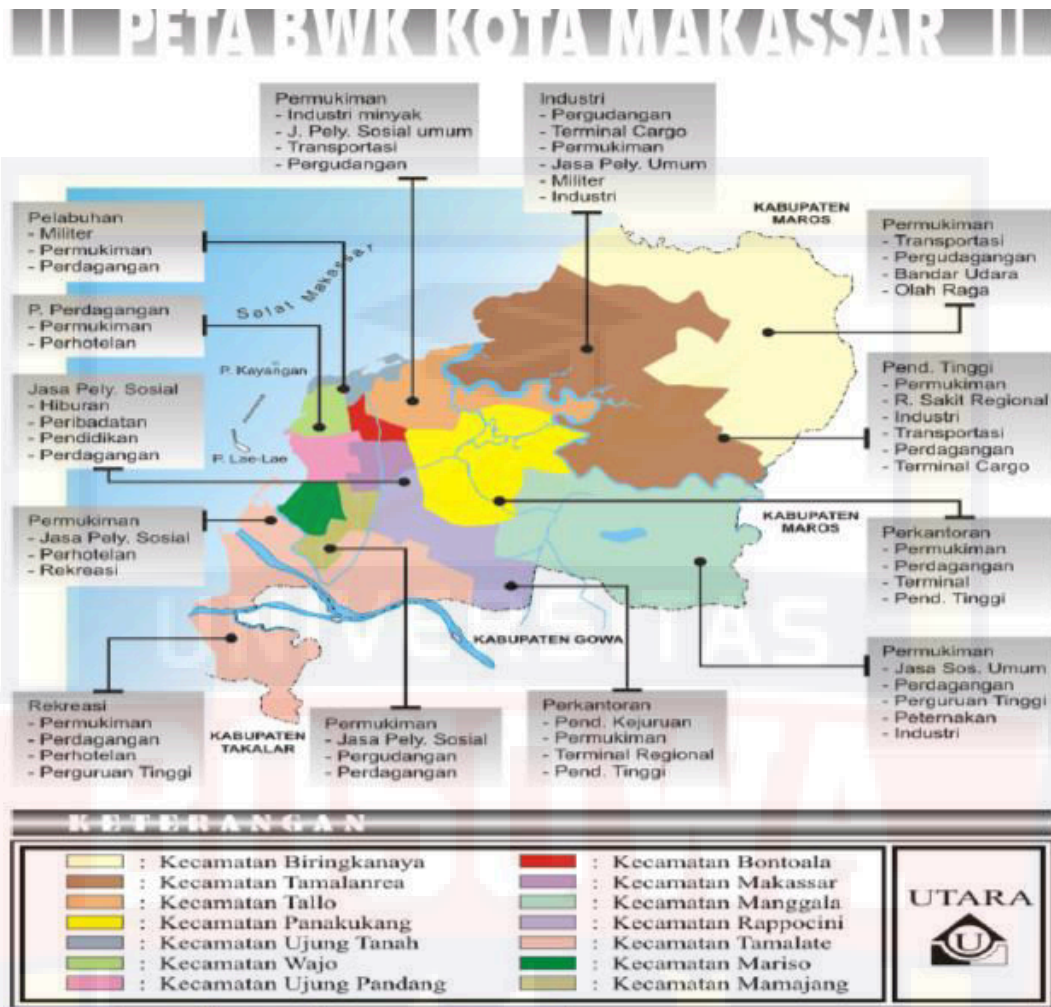 PETA BWK KOTA MAKASSAR
Permukiman
- Industri minyak
- J. Pely. Sosial umum
- Transportasi
- Pergudangan
Industri
- Pergudangan
- Terminal Cargo
- Permukiman
- Jasa Pely. Umum
- Militer
- Industri
KABUPATEN
MAROS
Pelabuhan
- Militer
- Permukiman
- Perdagangan
Selat Makassar
Permukiman
- Transportasi
- Pergudagangan
- Bandar Udara
- Olah Raga
P. Perdagangan
- Permukiman
- Perhotelan
P. Kayangan
Jasa Pely. Sosial
- Hiburan
- Peribadatan
- Pendidikan
- Perdagangan
P. Lae-Lae
Pend. Tinggi
- Permukiman
- R. Sakit Regional
- Industri
- Transportasi
- Perdagangan
- Terminal Cargo
Permukiman
- Jasa Pely. Sosial
- Perhotelan
- Rekreasi
KABUPATEN
MAROS
Perkantoran
- Permukiman
- Perdagangan
- Terminal
- Pend. Tinggi
UNIVERSITAS
KABUPATEN GOWA
Permukiman
- Jasa Sos. Umum
- Perdagangan
- Perguruan Tinggi
- Peternakan
- Industri
Rekreasi
- Permukiman
- Perdagangan
- Perhotelan
- Perguruan Tinggi
KABUPATEN
TAKALAR
Permukiman
- Jasa Pely. Sosial
- Pergudangan
- Perdagangan
Perkantoran
- Pend. Kejuruan
- Permukiman
- Terminal Regional
- Pend. Tinggi
BOSOWA
KETERANGAN
: Kecamatan Biringkanaya
: Kecamatan Tamalanrea
: Kecamatan Tallo
: Kecamatan Panakukang
: Kecamatan Ujung Tanah
: Kecamatan Wajo
: Kecamatan Ujung Pandang
: Kecamatan Bontoala
: Kecamatan Makassar
: Kecamatan Manggala
: Kecamatan Rappocini
: Kecamatan Tamalate
: Kecamatan Mariso
: Kecamatan Mamajang
UTARA
U